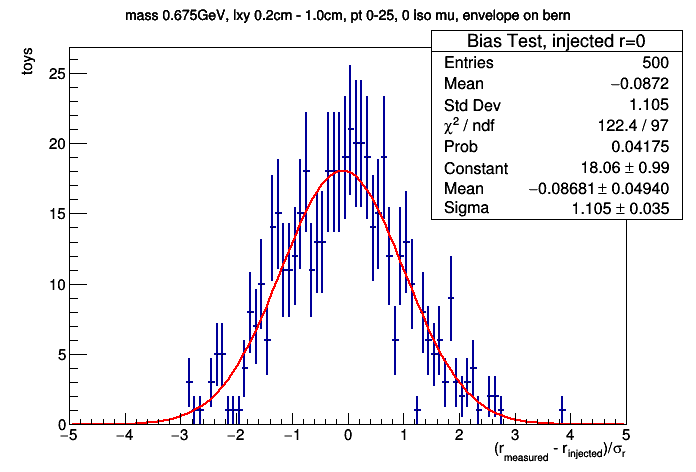 mass 0.675GeV, lxy 0.2cm - 1.0cm, pt 0-25, 0 Iso mu, envelope on bern
Bias Test, injected r=0
Entries 500
Mean −0.0872
Std Dev 1.105
χ² / ndf 122.4 / 97
Prob 0.04175
Constant 18.06 ± 0.99
Mean −0.08681 ± 0.04940
Sigma 1.105 ± 0.035
toys
25
20
15
10
5
0
−5 −4 −3 −2 −1 0 1 2 3 4 5
(r_measured - r_injected)/σ_r